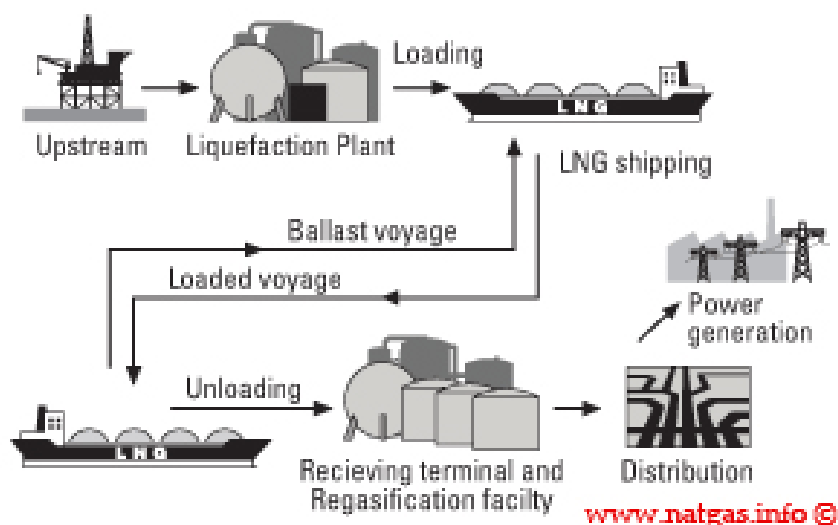 Loading
Upstream
Liquefaction Plant
LNG
LNG shipping
Ballast voyage
Loaded voyage
Power
generation
Unloading
LNG
Recieving terminal and
Regasification facilty
Distribution
www.natgas.info ©